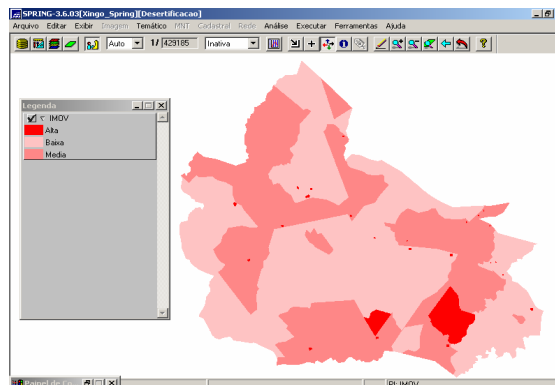 SPRING-3.6.03[Xingo_Spring][Desertificacao]
Arquivo Editar Exibir Imagem Temático MNT Cadastral Rede Análise Executar Ferramentas Ajuda
Auto 1/ 429185 Inativa
Legenda
IMOV
Alta
Baixa
Media
Painel de Co... PI: IMOV